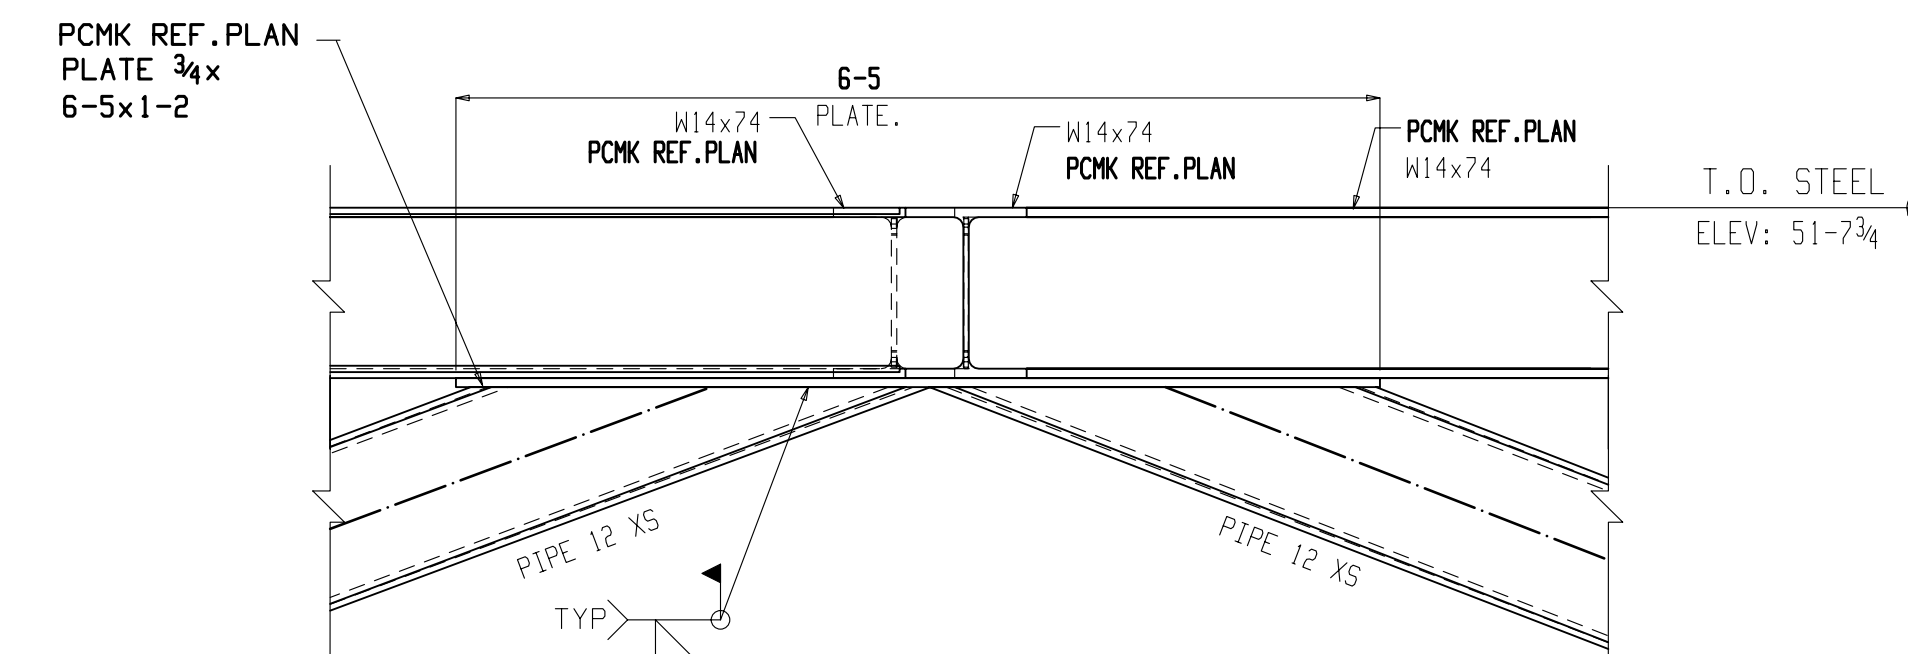 PCMK REF.PLAN
PLATE ¾x
6-5x1-2
6-5
PLATE.
W14x74
PCMK REF.PLAN
W14x74
PCMK REF.PLAN
PCMK REF.PLAN
W14x74
T.O. STEEL
ELEV: 51-7¾
PIPE 12 XS
PIPE 12 XS
TYP